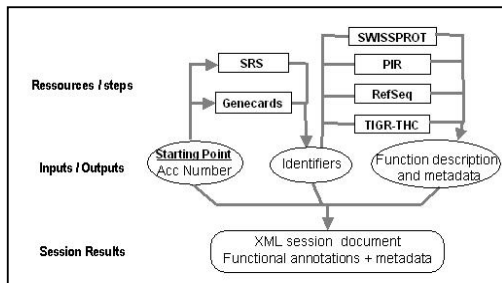 SWISSPROT
SRS
PIR
Ressources / steps
RefSeq
Genecards
TIGR-THC
Starting Point
Acc Number
Inputs / Outputs
Identifiers
Function description
and metadata
XML session document
Functional annotations + metadata
Session Results